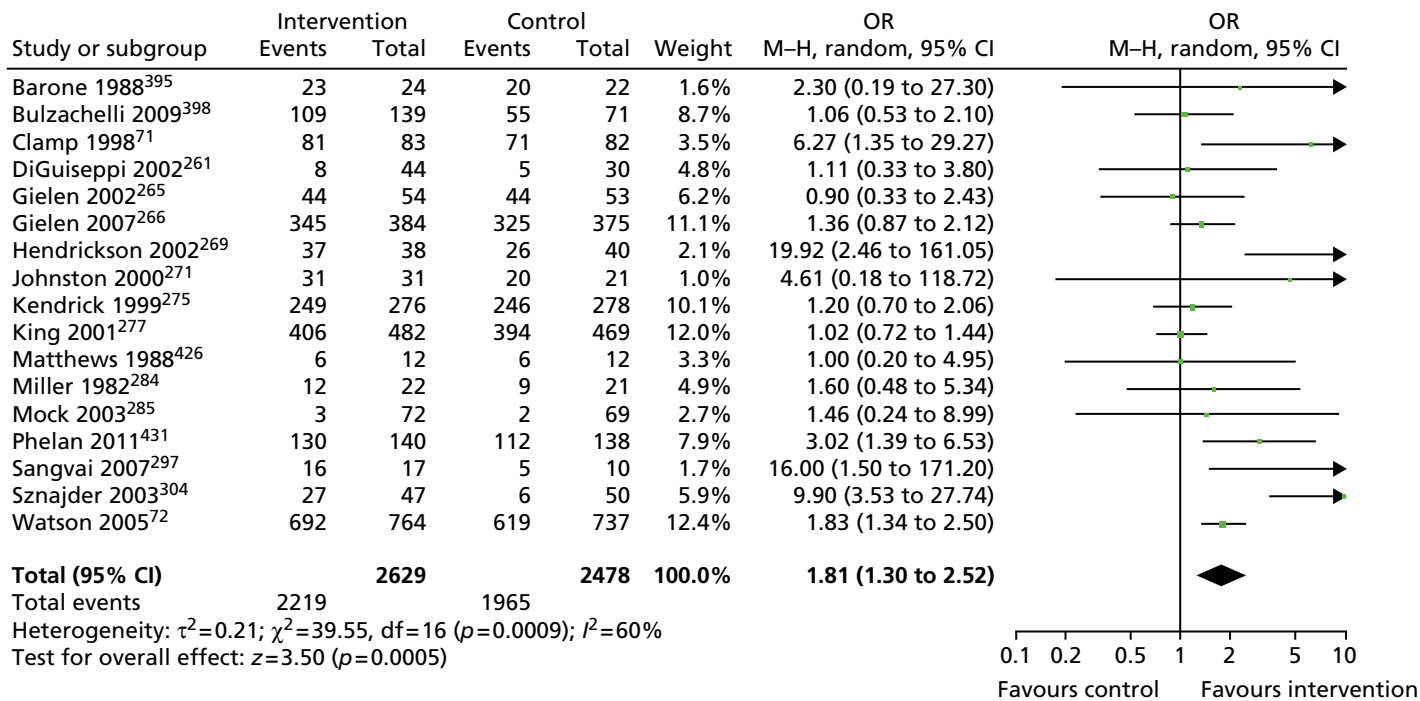 Intervention Control OR OR
Study or subgroup Events Total Events Total Weight M–H, random, 95% CI M–H, random, 95% CI
Barone 1988395 23 24 20 22 1.6% 2.30 (0.19 to 27.30)
Bulzachelli 2009398 109 139 55 71 8.7% 1.06 (0.53 to 2.10)
Clamp 199871 81 83 71 82 3.5% 6.27 (1.35 to 29.27)
DiGuiseppi 2002261 8 44 5 30 4.8% 1.11 (0.33 to 3.80)
Gielen 2002265 44 54 44 53 6.2% 0.90 (0.33 to 2.43)
Gielen 2007266 345 384 325 375 11.1% 1.36 (0.87 to 2.12)
Hendrickson 2002269 37 38 26 40 2.1% 19.92 (2.46 to 161.05)
Johnston 2000271 31 31 20 21 1.0% 4.61 (0.18 to 118.72)
Kendrick 1999275 249 276 246 278 10.1% 1.20 (0.70 to 2.06)
King 2001277 406 482 394 469 12.0% 1.02 (0.72 to 1.44)
Matthews 1988426 6 12 6 12 3.3% 1.00 (0.20 to 4.95)
Miller 1982284 12 22 9 21 4.9% 1.60 (0.48 to 5.34)
Mock 2003285 3 72 2 69 2.7% 1.46 (0.24 to 8.99)
Phelan 2011431 130 140 112 138 7.9% 3.02 (1.39 to 6.53)
Sangvai 2007297 16 17 5 10 1.7% 16.00 (1.50 to 171.20)
Sznajder 2003304 27 47 6 50 5.9% 9.90 (3.53 to 27.74)
Watson 200572 692 764 619 737 12.4% 1.83 (1.34 to 2.50)
Total (95% CI) 2629 2478 100.0% 1.81 (1.30 to 2.52)
Total events 2219 1965
Heterogeneity: τ2=0.21; χ2=39.55, df=16 (p=0.0009); I2=60%
Test for overall effect: z=3.50 (p=0.0005)
0.1 0.2 0.5 1 2 5 10
Favours control Favours intervention